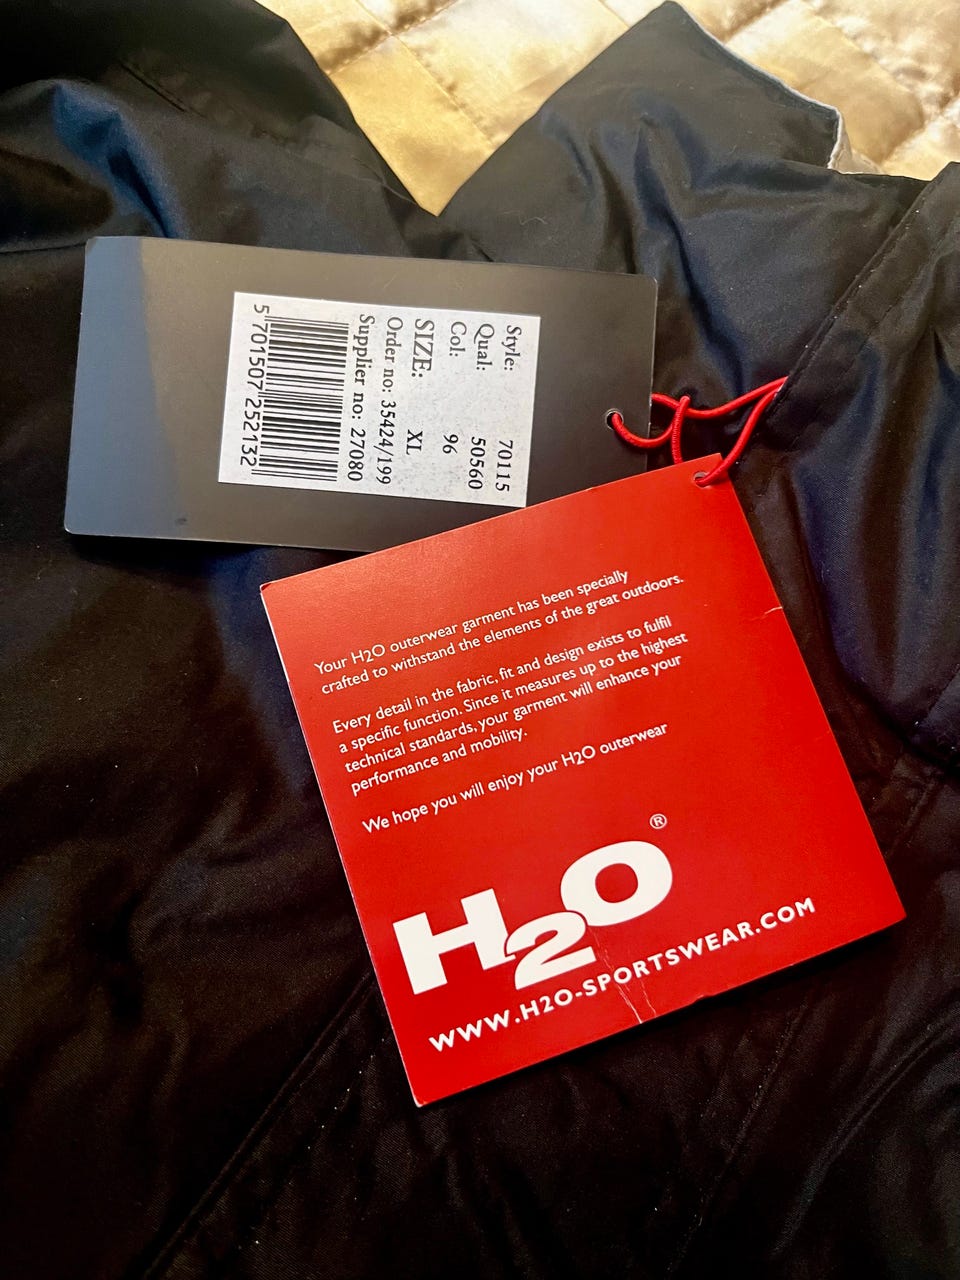 Style: 70115
Qual: 50560
Col: 96
SIZE: XL
Order no: 35424/199
Supplier no: 27080
5 701507 252132
Your H2O outerwear garment has been specially
crafted to withstand the elements of the great outdoors.
Every detail in the fabric, fit and design exists to fulfil
a specific function. Since it measures up to the highest
technical standards, your garment will enhance your
performance and mobility.
We hope you will enjoy your H2O outerwear
H2O®
WWW.H2O-SPORTSWEAR.COM